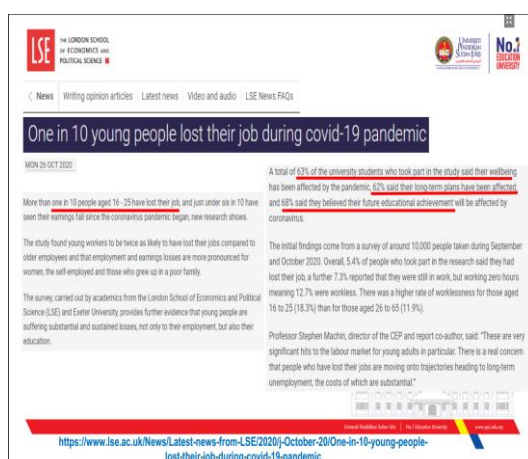 LSE
THE LONDON SCHOOL
OF ECONOMICS AND
POLITICAL SCIENCE
UNIVERSITI
PENDIDIKAN
SULTAN IDRIS
No.1
EDUCATION
UNIVERSITY
News Writing opinion articles Latest news Video and audio LSE News FAQs
One in 10 young people lost their job during covid-19 pandemic
MON 26 OCT 2020
More than one in 10 people aged 16 - 25 have lost their job, and just under six in 10 have
seen their earnings fall since the coronavirus pandemic began, new research shows.
The study found young workers to be twice as likely to have lost their jobs compared to
older employees and that employment and earnings losses are more pronounced for
women, the self-employed and those who grew up in a poor family.
The survey, carried out by academics from the London School of Economics and Political
Science (LSE) and Exeter University, provides further evidence that young people are
suffering substantial and sustained losses, not only to their employment, but also their
education.
A total of 63% of the university students who took part in the study said their wellbeing
has been affected by the pandemic, 62% said their long-term plans have been affected,
and 68% said they believed their future educational achievement will be affected by
coronavirus.
The initial findings come from a survey of around 10,000 people taken during September
and October 2020. Overall, 5.4% of people who took part in the research said they had
lost their job, a further 7.3% reported that they were still in work, but working zero hours
meaning 12.7% were workless. There was a higher rate of worklessness for those aged
16 to 25 (18.3%) than for those aged 26 to 65 (11.9%).
Professor Stephen Machin, director of the CEP and report co-author, said: "These are very
significant hits to the labour market for young adults in particular. There is a real concern
that people who have lost their jobs are moving onto trajectories heading to long-term
unemployment, the costs of which are substantial."
Universiti Pendidikan Sultan Idris | No.1 Education University www.upsi.edu.my
https://www.lse.ac.uk/News/Latest-news-from-LSE/2020/j-October-20/One-in-10-young-people-
lost-their-job-during-covid-19-pandemic